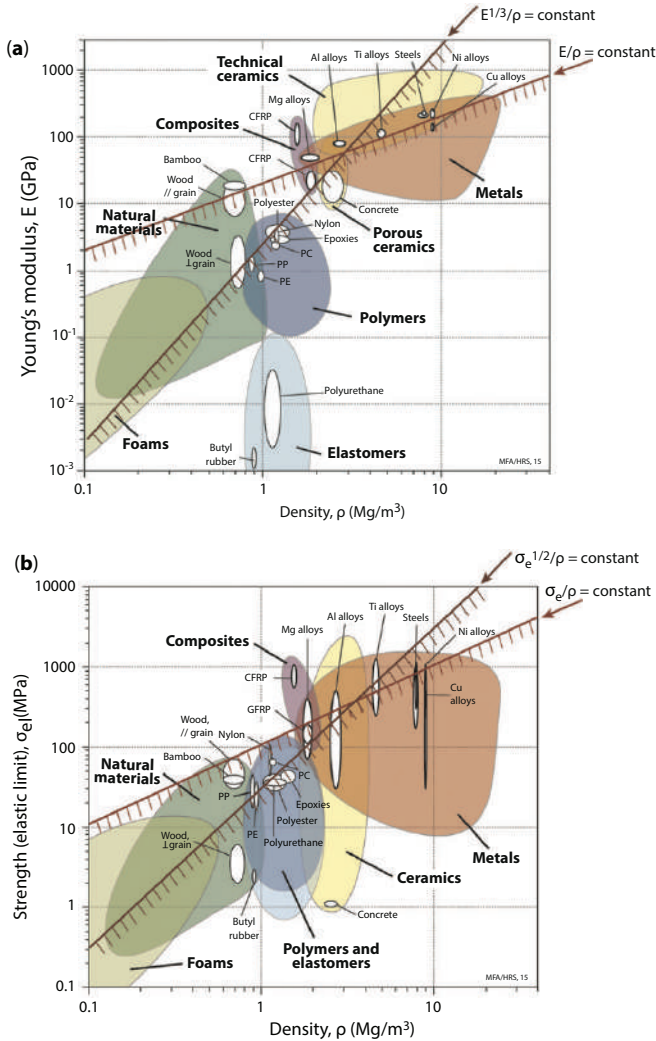 (a)
E1/3/ρ = constant
E/ρ = constant
Technical
ceramics
Al alloys
Ti alloys
Steels
Ni alloys
Cu alloys
Mg alloys
Composites
CFRP
CFRP
Bamboo
Wood
// grain
Natural
materials
Polyester
Nylon
Epoxies
PC
Concrete
Porous
ceramics
Metals
Wood
⊥grain
PP
PE
Polymers
Polyurethane
Foams
Butyl
rubber
Elastomers
MFA/HRS, 15
1000
100
10
1
10-1
10-2
10-3
Young's modulus, E (GPa)
0.1
1
10
Density, ρ (Mg/m3)
(b)
σe1/2/ρ = constant
σe/ρ = constant
Ti alloys
Al alloys
Steels
Mg alloys
Ni alloys
Composites
CFRP
Cu
alloys
GFRP
Wood,
// grain
Nylon
Natural
materials
Bamboo
PP
PC
Epoxies
Polyester
PE
Wood,
⊥grain
Polyurethane
Metals
Ceramics
Concrete
Butyl
rubber
Foams
Polymers and
elastomers
MFA/HRS, 15
10000
1000
100
10
1
0.1
Strength (elastic limit), σel(MPa)
0.1
1
10
Density, ρ (Mg/m3)